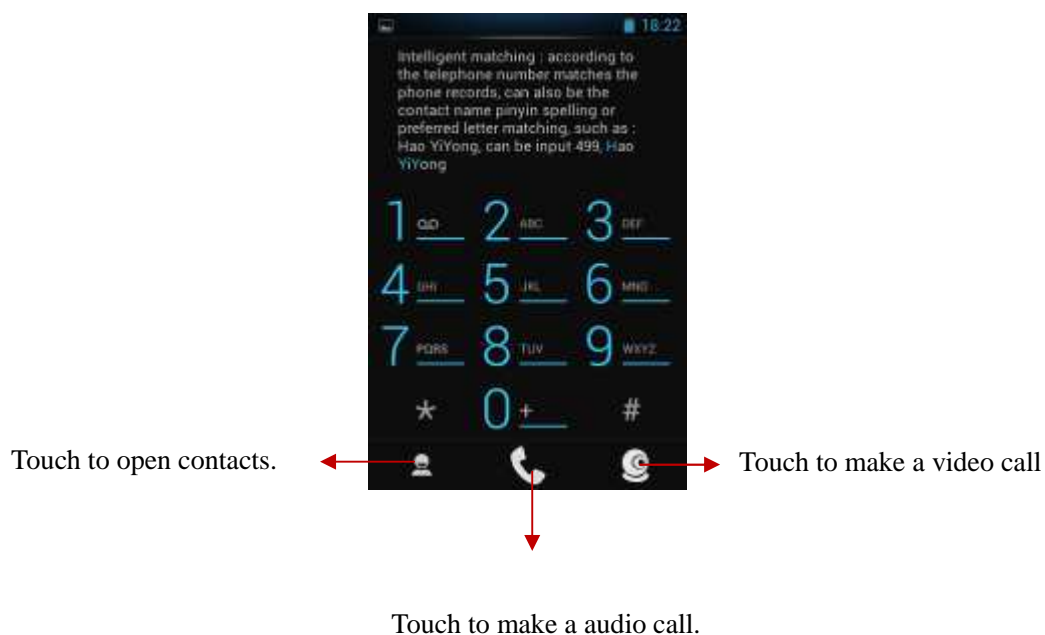 18:22
Intelligent matching : according to
the telephone number matches the
phone records, can also be the
contact name pinyin spelling or
preferred letter matching, such as :
Hao YiYong, can be input 499, Hao
YiYong
1 2 ABC 3 DEF
4 GHI 5 JKL 6 MNO
7 PQRS 8 TUV 9 WXYZ
* 0 + #
Touch to open contacts.
Touch to make a video call
Touch to make a audio call.